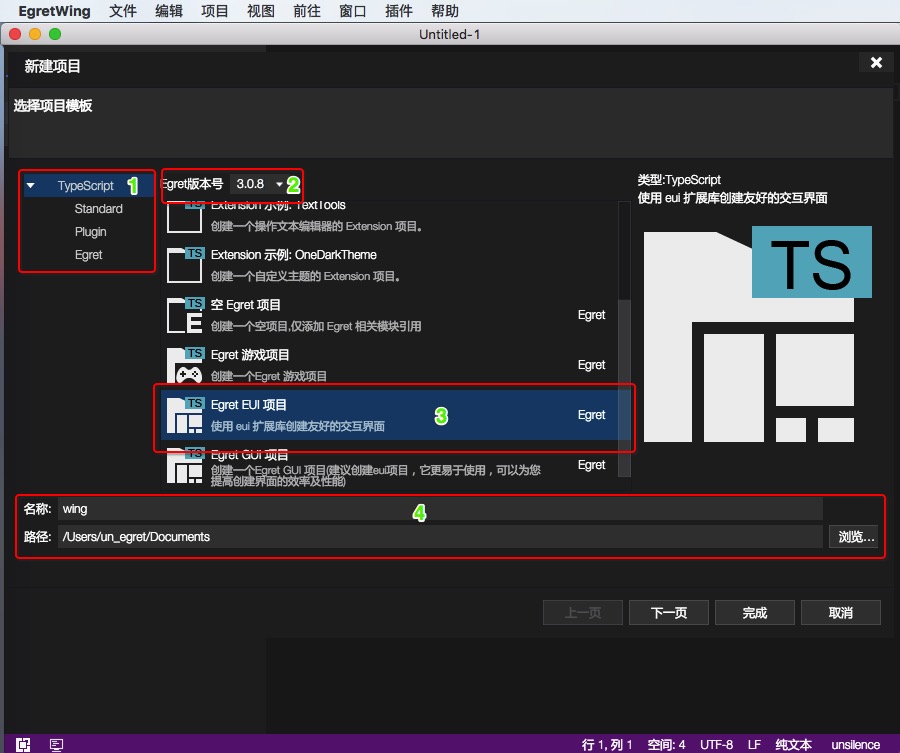 EgretWing 文件 编辑 项目 视图 前往 窗口 插件 帮助
Untitled-1
新建项目
选择项目模板
TypeScript 1
Standard
Plugin
Egret
Egret版本号 3.0.8 2
Extension 示例: TextTools
创建一个操作文本编辑器的 Extension 项目。
TS
Extension 示例: OneDarkTheme
创建一个自定义主题的 Extension 项目。
TS
空 Egret 项目
创建一个空项目,仅添加 Egret 相关模块引用
Egret
TS
Egret 游戏项目
创建一个Egret 游戏项目
Egret
TS
Egret EUI 项目
使用 eui 扩展库创建友好的交互界面
3
Egret
TS
Egret GUI 项目
创建一个Egret GUI 项目(建议创建eui项目，它更易于使用，可以为您
提高创建界面的效率及性能)
Egret
类型:TypeScript
使用 eui 扩展库创建友好的交互界面
TS
名称: wing 4
路径: /Users/un_egret/Documents 浏览...
上一页 下一页 完成 取消
行 1, 列 1 空间: 4 UTF-8 LF 纯文本 unsilence